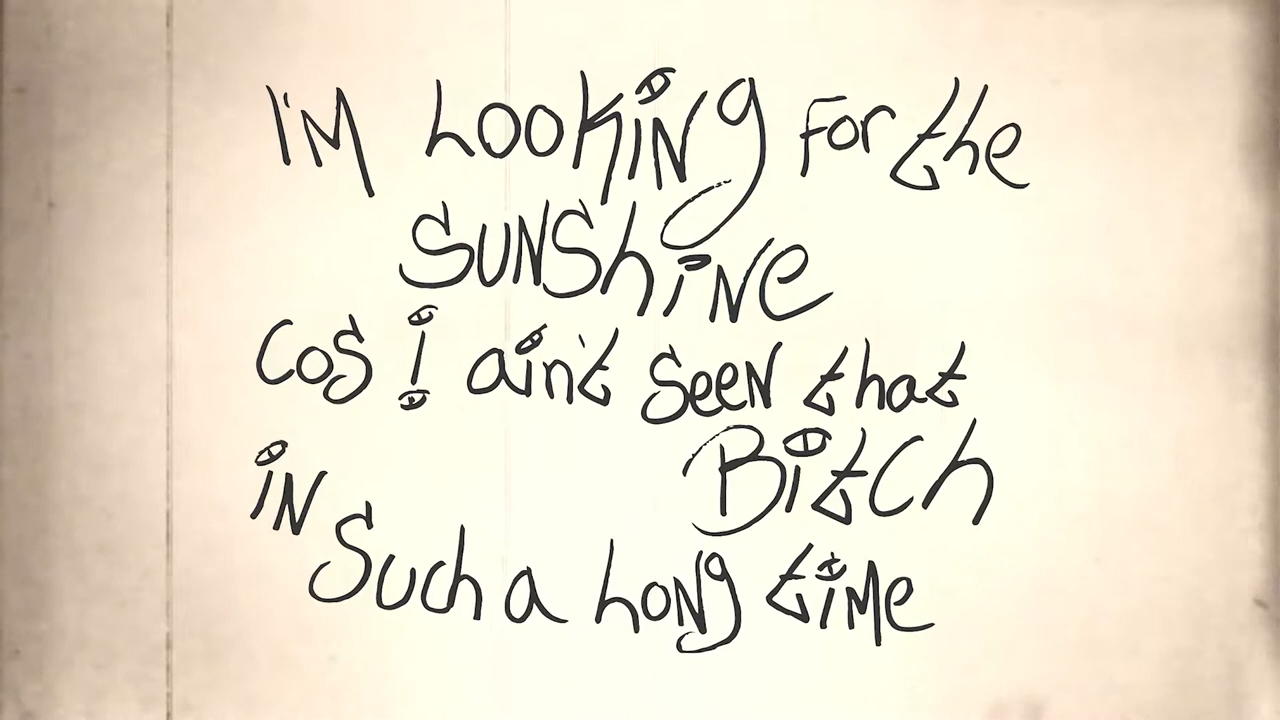 I'M LooKiNg For the
SUNShiNe
Cos I ain't SeeN that
BitCh
iN
Such a LoNg tiMe